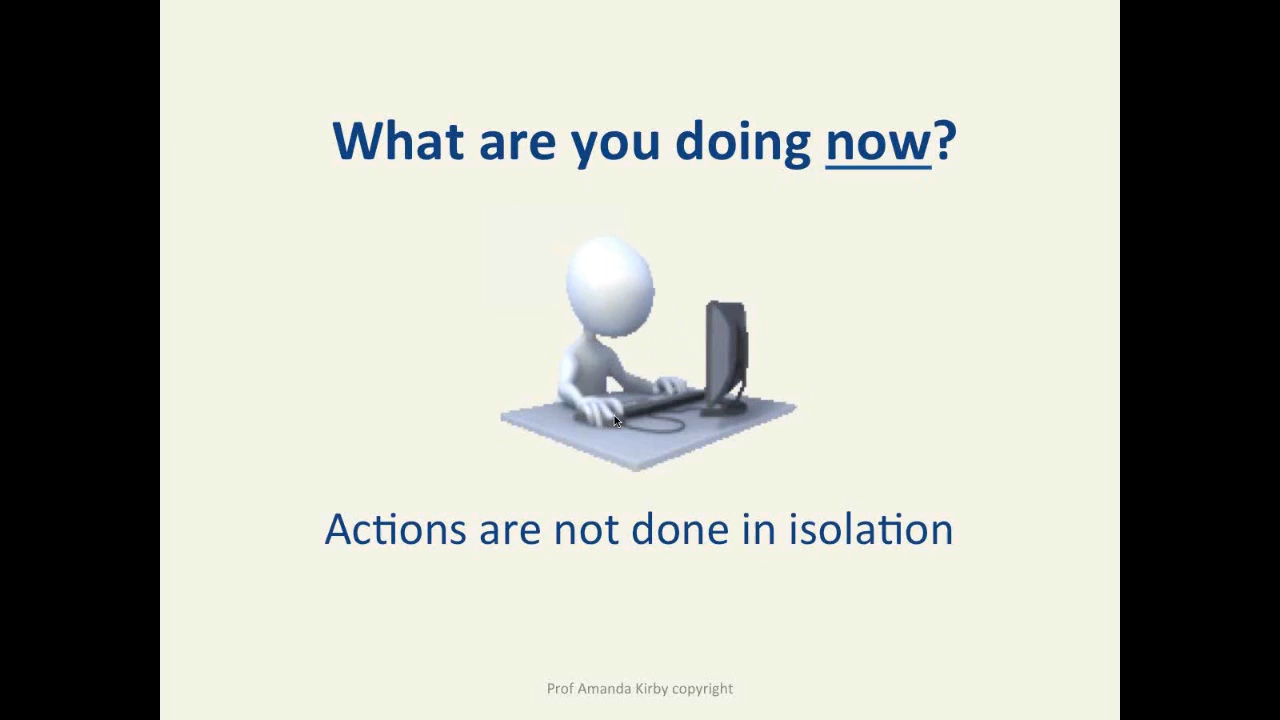 What are you doing now?
Actions are not done in isolation
Prof Amanda Kirby copyright